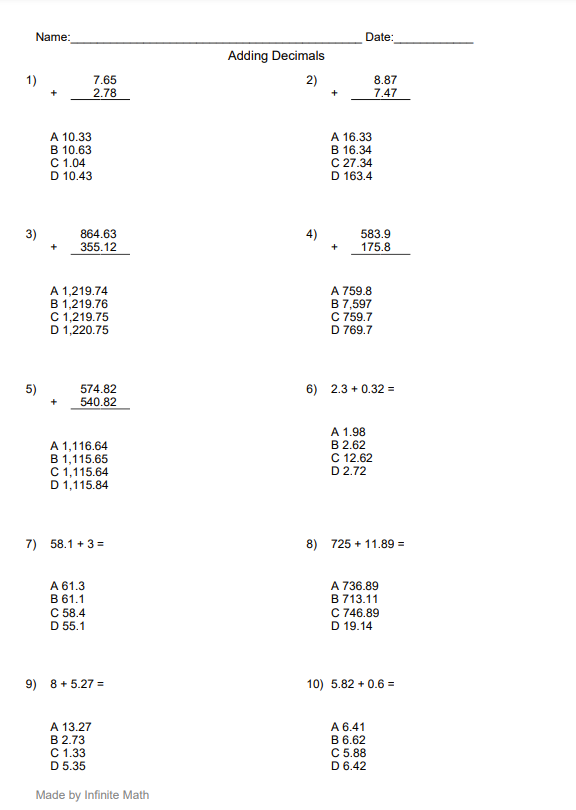 Name:______________________________________________ Date:_____________
Adding Decimals
1) 7.65
+ 2.78
A 10.33
B 10.63
C 1.04
D 10.43
2) 8.87
+ 7.47
A 16.33
B 16.34
C 27.34
D 163.4
3) 864.63
+ 355.12
A 1,219.74
B 1,219.76
C 1,219.75
D 1,220.75
4) 583.9
+ 175.8
A 759.8
B 7,597
C 759.7
D 769.7
5) 574.82
+ 540.82
A 1,116.64
B 1,115.65
C 1,115.64
D 1,115.84
6) 2.3 + 0.32 =
A 1.98
B 2.62
C 12.62
D 2.72
7) 58.1 + 3 =
A 61.3
B 61.1
C 58.4
D 55.1
8) 725 + 11.89 =
A 736.89
B 713.11
C 746.89
D 19.14
9) 8 + 5.27 =
A 13.27
B 2.73
C 1.33
D 5.35
10) 5.82 + 0.6 =
A 6.41
B 6.62
C 5.88
D 6.42
Made by Infinite Math